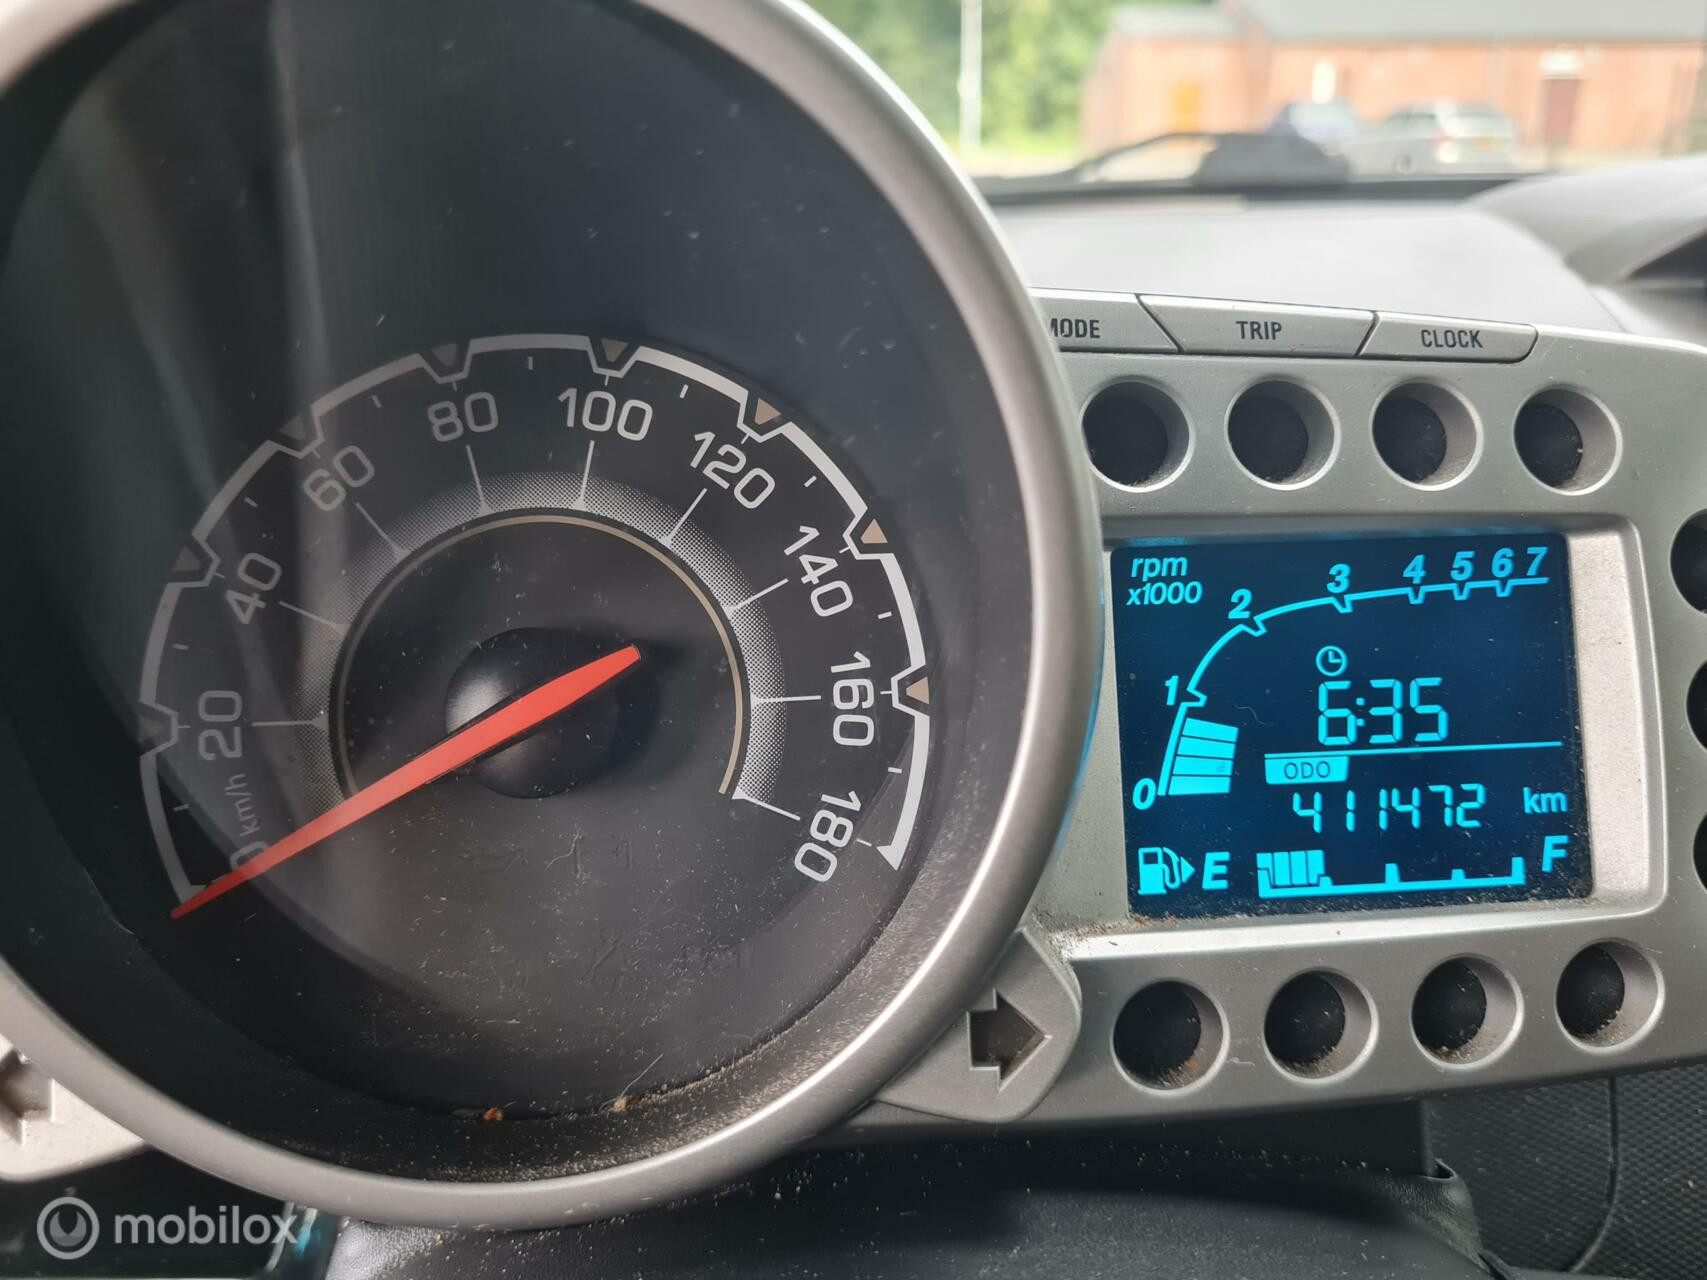 MODE TRIP CLOCK
0 20 40 60 80 100 120 140 160 180
km/h
rpm
x1000
0 1 2 3 4 5 6 7
6:35
ODO
411472 km
E F
mobilox